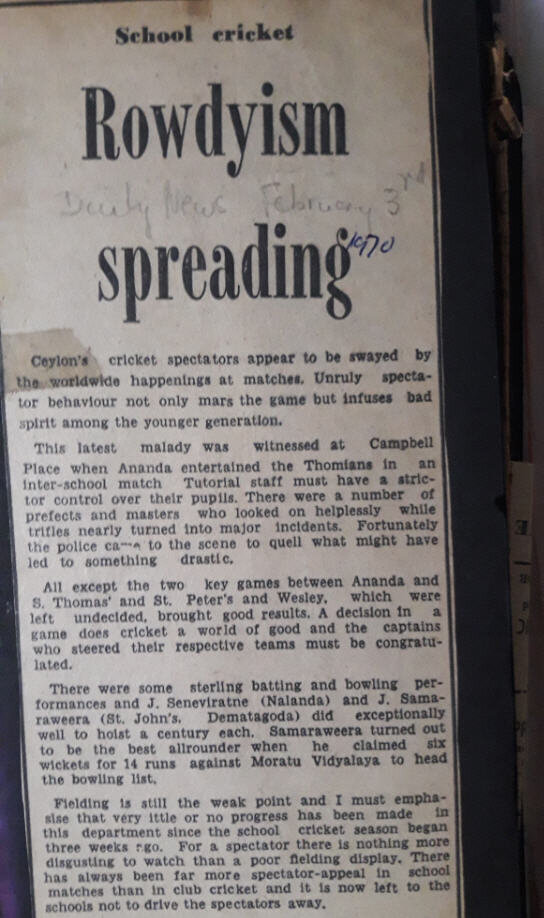 School cricket
Rowdyism
Daily News February 3rd
1970
spreading
Ceylon's cricket spectators appear to be swayed by
the worldwide happenings at matches. Unruly specta-
tor behaviour not only mars the game but infuses bad
spirit among the younger generation.
This latest malady was witnessed at Campbell
Place when Ananda entertained the Thomians in an
inter-school match Tutorial staff must have a stric-
tor control over their pupils. There were a number of
prefects and masters who looked on helplessly while
trifles nearly turned into major incidents. Fortunately
the police to the scene to quell what might have
led to something drastic.
All except the two key games between Ananda and
S. Thomas' and St. Peter's and Wesley, which were
left undecided, brought good results. A decision in a
game does cricket a world of good and the captains
who steered their respective teams must be congratu-
lated.
There were some sterling batting and bowling per-
formances and J. Seneviratne (Nalanda) and J. Sama-
raweera (St. John's, Dematagoda) did exceptionally
well to hoist a century each. Samaraweera turned out
to be the best allrounder when he claimed six
wickets for 14 runs against Moratu Vidyalaya to head
the bowling list.
Fielding is still the weak point and I must empha-
sise that very ittle or no progress has been made in
this department since the school cricket season began
three weeks ago. For a spectator there is nothing more
disgusting to watch than a poor fielding display. There
has always been far more spectator-appeal in school
matches than in club cricket and it is now left to the
schools not to drive the spectators away.